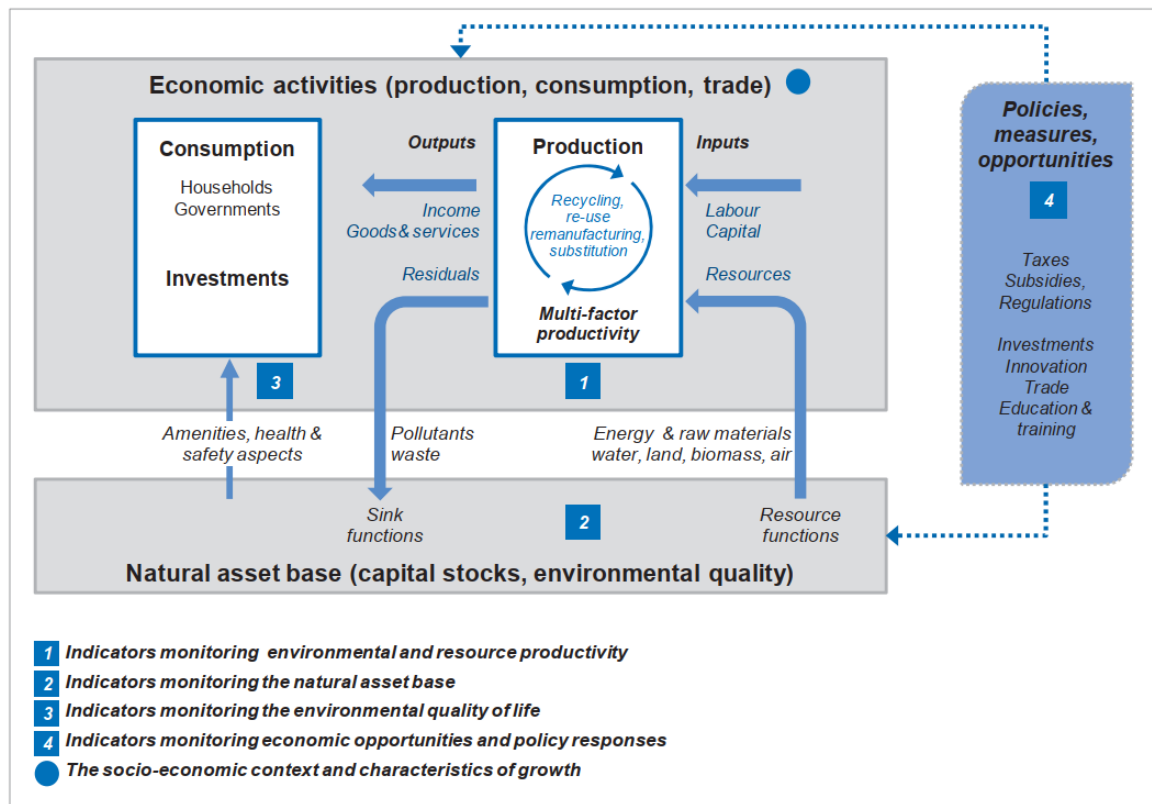 Economic activities (production, consumption, trade)
Consumption
Households
Governments
Investments
Outputs
Income
Goods & services
Residuals
Production
Recycling,
re-use
remanufacturing,
substitution
Multi-factor
productivity
Inputs
Labour
Capital
Resources
3
1
Amenities, health &
safety aspects
Pollutants
waste
Energy & raw materials
water, land, biomass, air
Sink
functions
2
Resource
functions
Natural asset base (capital stocks, environmental quality)
Policies,
measures,
opportunities
4
Taxes
Subsidies,
Regulations
Investments
Innovation
Trade
Education &
training
1 Indicators monitoring environmental and resource productivity
2 Indicators monitoring the natural asset base
3 Indicators monitoring the environmental quality of life
4 Indicators monitoring economic opportunities and policy responses
The socio-economic context and characteristics of growth